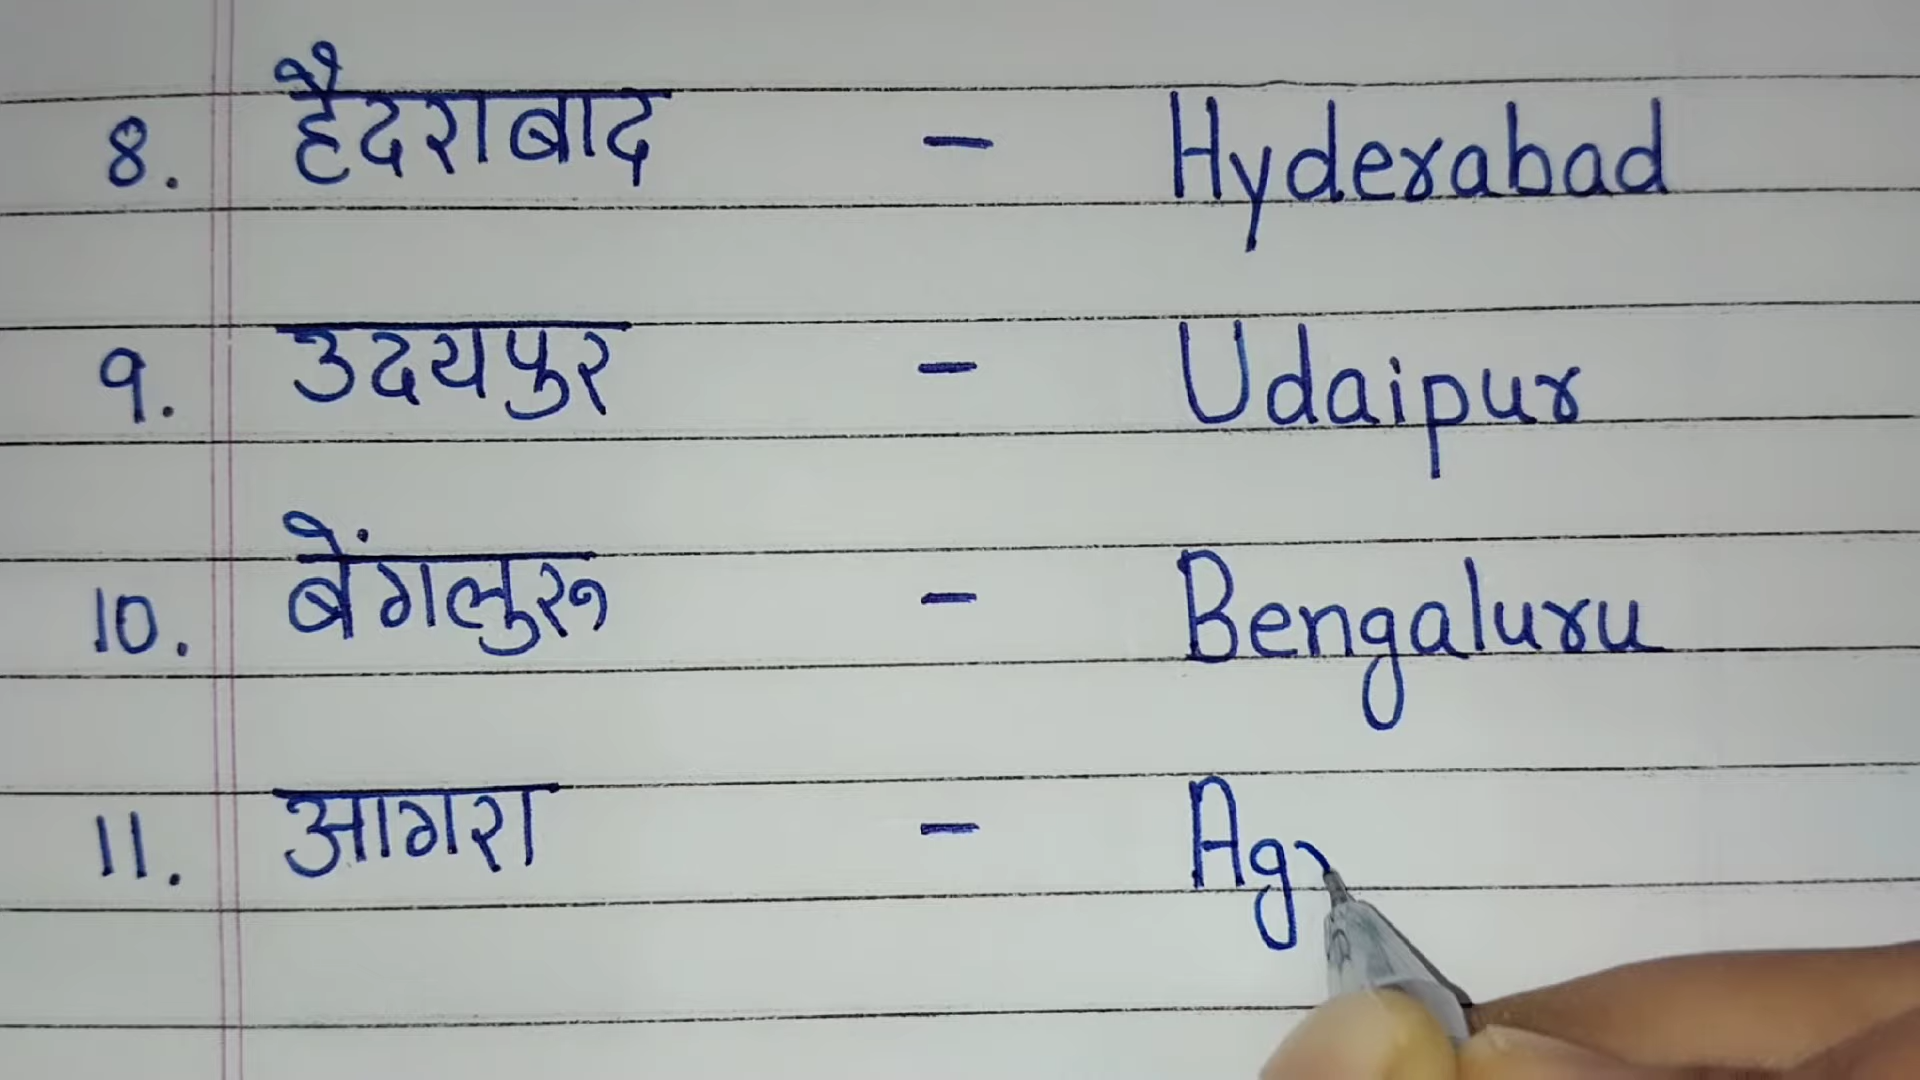 8. हैदराबाद - Hyderabad
9. उदयपुर - Udaipur
10. बेंगलुरू - Bengaluru
11. आगरा - Ag